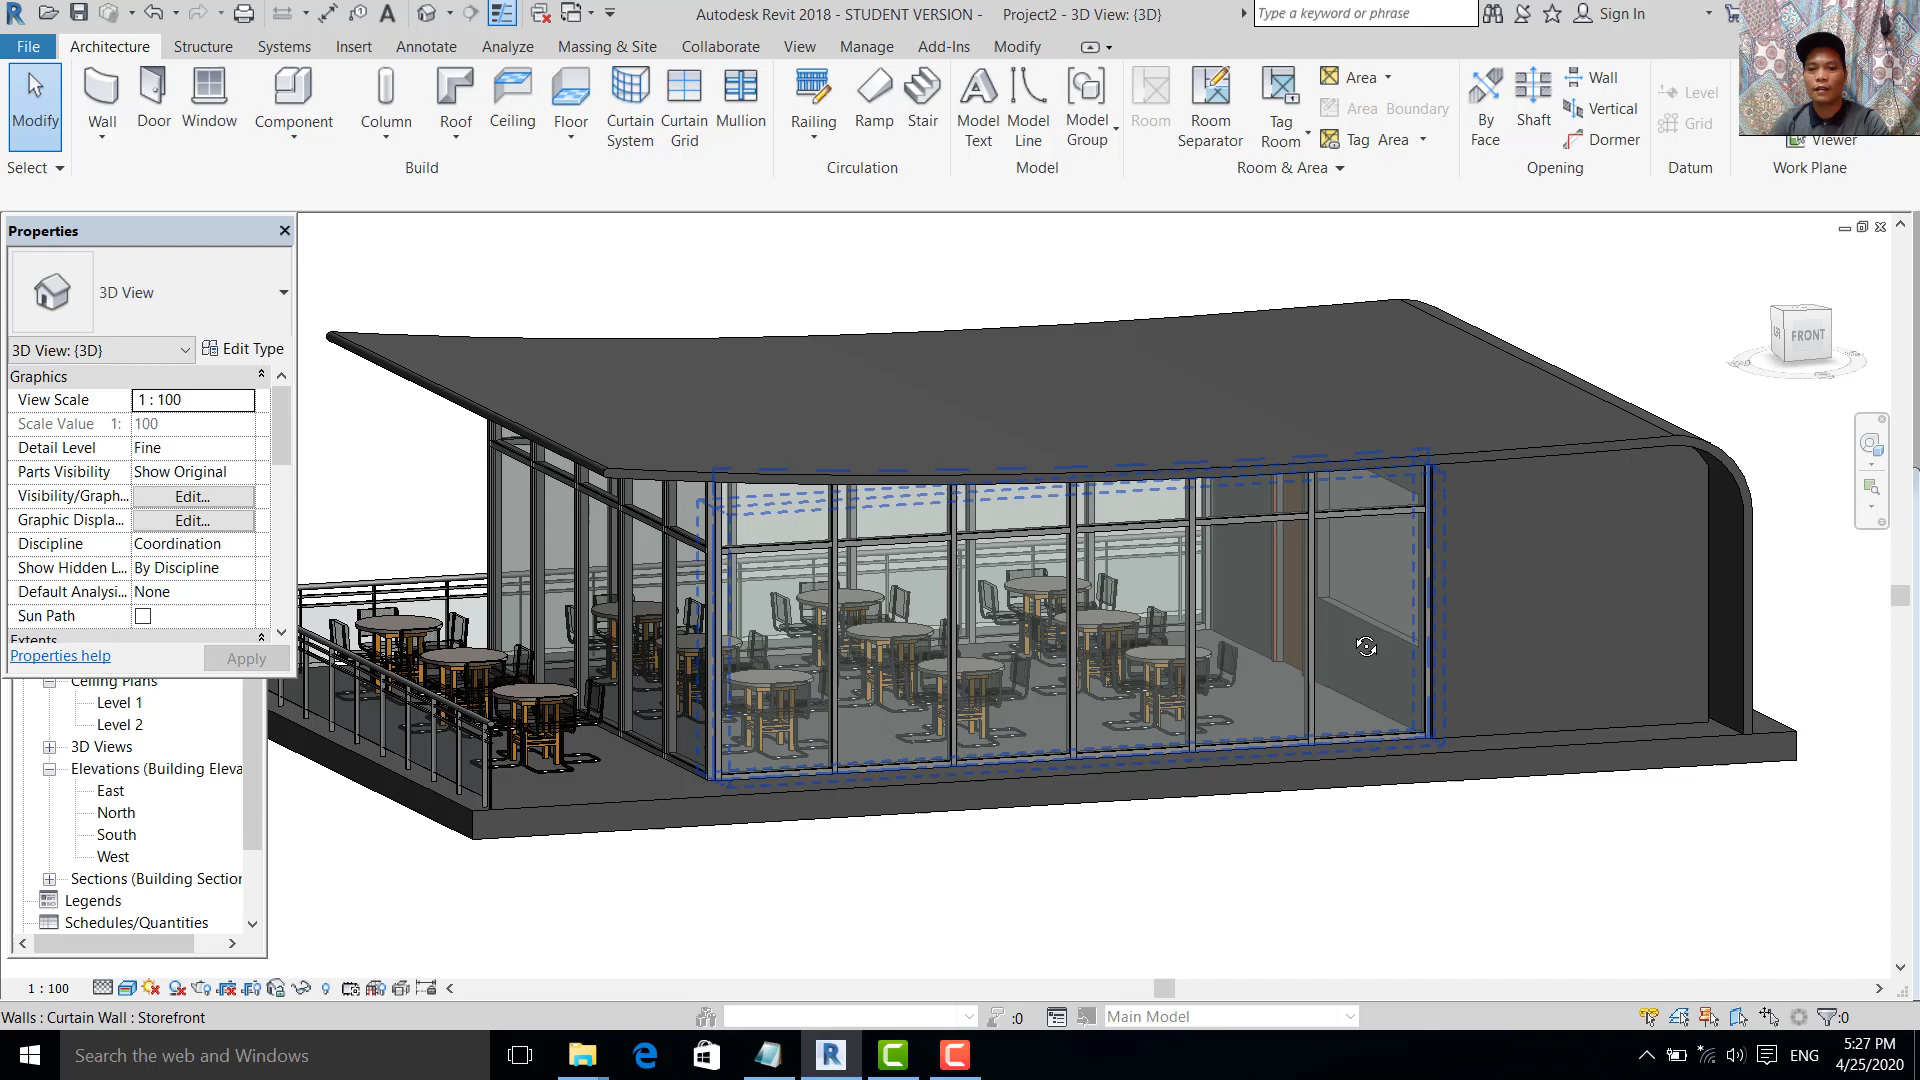 Autodesk Revit 2018 - STUDENT VERSION - Project2 - 3D View: {3D}
Type a keyword or phrase
Sign In
File Architecture Structure Systems Insert Annotate Analyze Massing & Site Collaborate View Manage Add-Ins Modify
Modify
Wall
Door
Window
Component
Column
Roof
Ceiling
Floor
Curtain System
Curtain Grid
Mullion
Railing
Ramp
Stair
Model Text
Model Line
Model Group
Room
Room Separator
Tag Room
Area
Area Boundary
Tag Area
By Face
Shaft
Wall
Vertical
Dormer
Level
Grid
Viewer
Select
Build
Circulation
Model
Room & Area
Opening
Datum
Work Plane
Properties
3D View
3D View: {3D}
Edit Type
Graphics
View Scale 1 : 100
Scale Value 1: 100
Detail Level Fine
Parts Visibility Show Original
Visibility/Graph... Edit...
Graphic Displa... Edit...
Discipline Coordination
Show Hidden L... By Discipline
Default Analysi... None
Sun Path
Extents
Properties help
Apply
Ceiling Plans
Level 1
Level 2
3D Views
Elevations (Building Eleva
East
North
South
West
Sections (Building Section
Legends
Schedules/Quantities
FRONT
1 : 100
Walls : Curtain Wall : Storefront
:0
Main Model
:0
Search the web and Windows
ENG
5:27 PM
4/25/2020